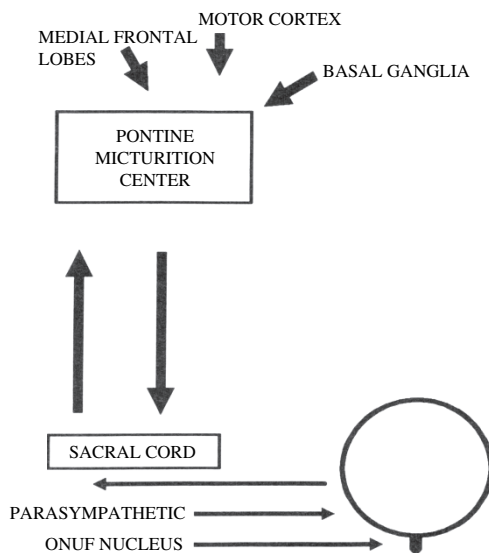 MOTOR CORTEX
MEDIAL FRONTAL
LOBES
BASAL GANGLIA
PONTINE
MICTURITION
CENTER
SACRAL CORD
PARASYMPATHETIC
ONUF NUCLEUS